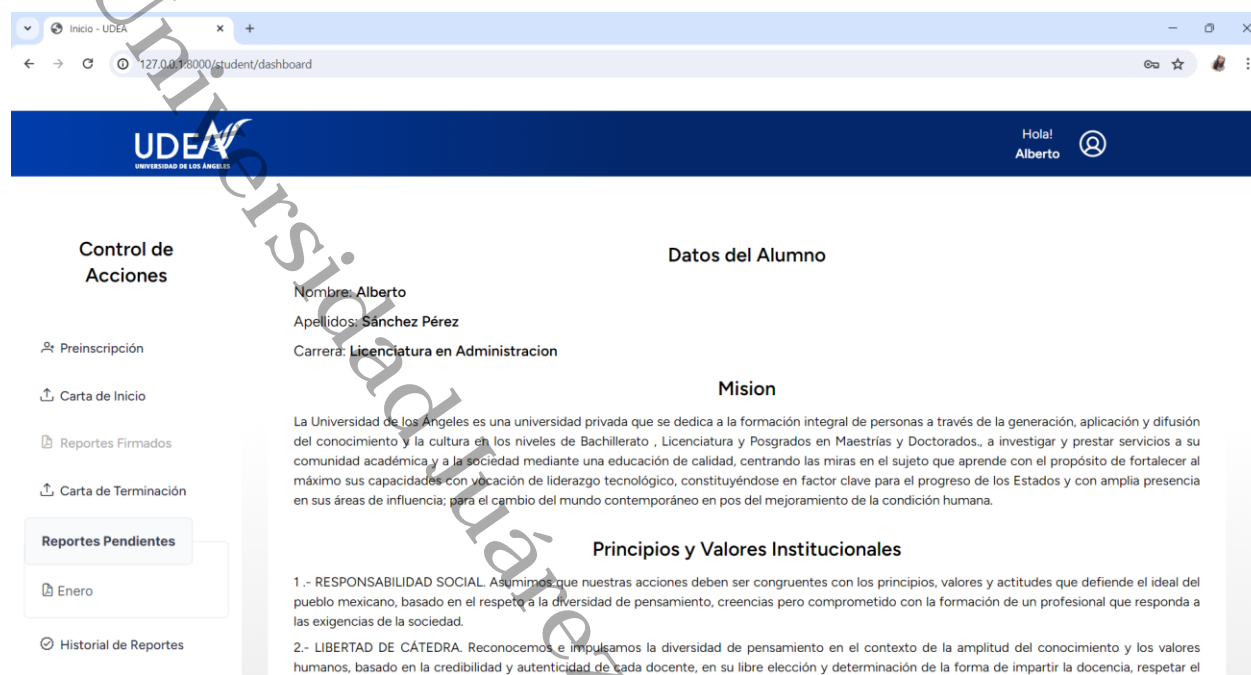 Inicio - UDEA
127.0.0.1:8000/student/dashboard
UDEA
UNIVERSIDAD DE LOS ÁNGELES
Hola!
Alberto
Control de
Acciones
Preinscripción
Carta de Inicio
Reportes Firmados
Carta de Terminación
Reportes Pendientes
Enero
Historial de Reportes
Datos del Alumno
Nombre: Alberto
Apellidos: Sánchez Pérez
Carrera: Licenciatura en Administracion
Mision
La Universidad de los Ángeles es una universidad privada que se dedica a la formación integral de personas a través de la generación, aplicación y difusión
del conocimiento y la cultura en los niveles de Bachillerato , Licenciatura y Posgrados en Maestrías y Doctorados., a investigar y prestar servicios a su
comunidad académica y a la sociedad mediante una educación de calidad, centrando las miras en el sujeto que aprende con el propósito de fortalecer al
máximo sus capacidades con vocación de liderazgo tecnológico, constituyéndose en factor clave para el progreso de los Estados y con amplia presencia
en sus áreas de influencia; para el cambio del mundo contemporáneo en pos del mejoramiento de la condición humana.
Principios y Valores Institucionales
1 .- RESPONSABILIDAD SOCIAL. Asumimos que nuestras acciones deben ser congruentes con los principios, valores y actitudes que defiende el ideal del
pueblo mexicano, basado en el respeto a la diversidad de pensamiento, creencias pero comprometido con la formación de un profesional que responda a
las exigencias de la sociedad.
2.- LIBERTAD DE CÁTEDRA. Reconocemos e impulsamos la diversidad de pensamiento en el contexto de la amplitud del conocimiento y los valores
humanos, basado en la credibilidad y autenticidad de cada docente, en su libre elección y determinación de la forma de impartir la docencia, respetar el
Universidad Juárez